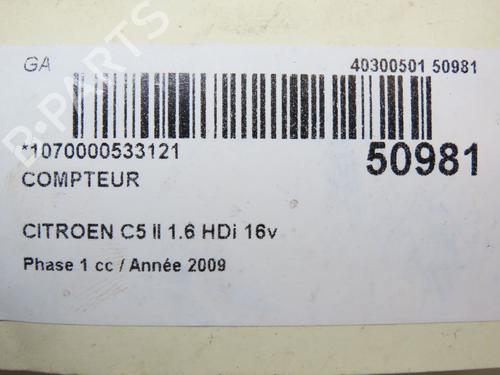 GA
40300501 50981
*1070000533121
50981
COMPTEUR
CITROEN C5 II 1.6 HDi 16v
Phase 1 cc / Année 2009
B-PARTS